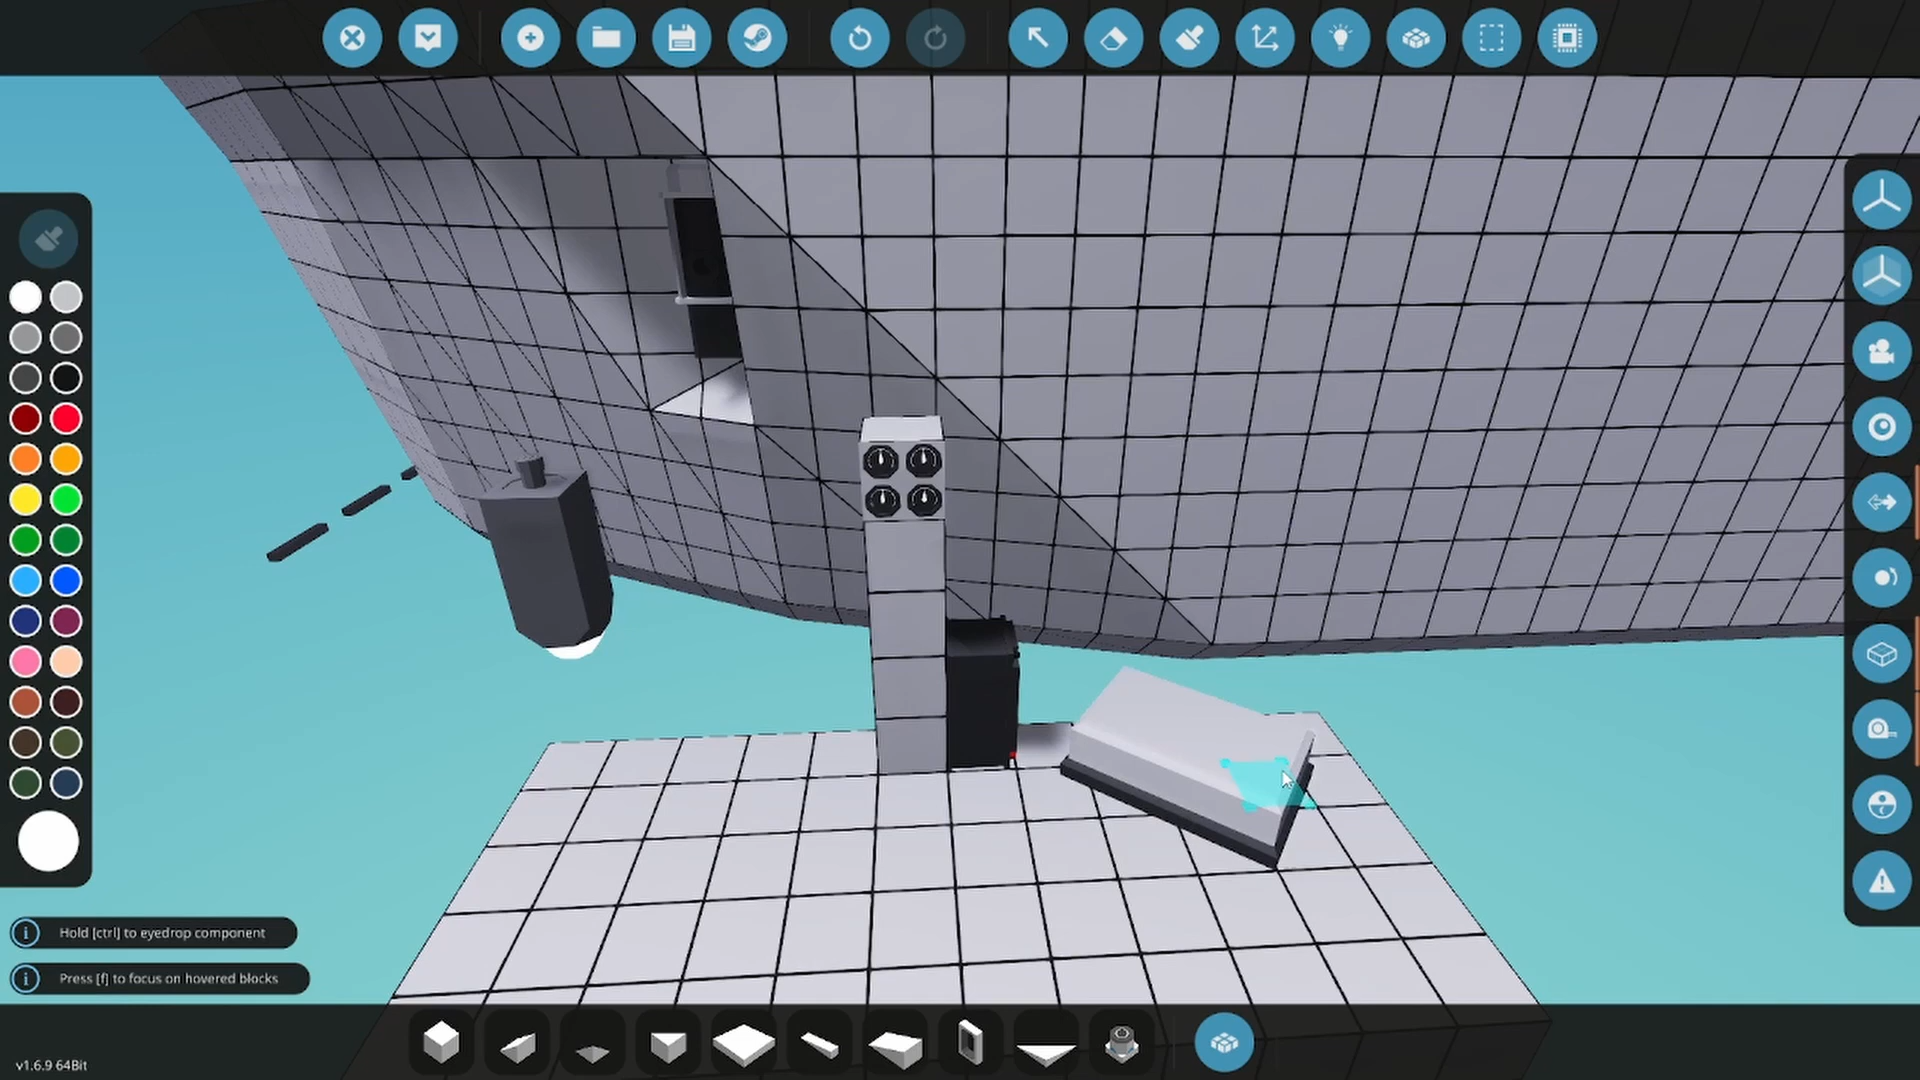 Hold [ctrl] to eyedrop component
Press [f] to focus on hovered blocks
v1.6.9 64Bit